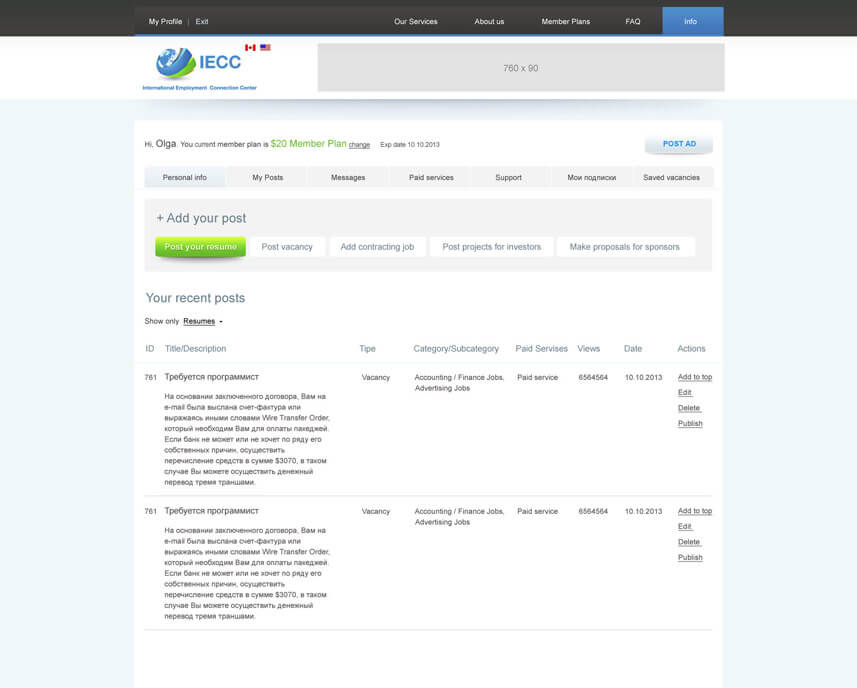 My Profile | Exit Our Services About us Member Plans FAQ Info
IECC
International Employment Connection Center
760 x 90
Hi, Olga. You current member plan is $20 Member Plan change Exp date 10.10.2013 POST AD
Personal info My Posts Messages Paid services Support Мои подписки Saved vacancies
+ Add your post
Post your resume Post vacancy Add contracting job Post projects for investors Make proposals for sponsors
Your recent posts
Show only Resumes
ID Title/Description Tipe Category/Subcategory Paid Servises Views Date Actions
761 Требуется программист Vacancy Accounting / Finance Jobs, Paid service 6564564 10.10.2013 Add to top
Advertising Jobs
Edit
На основании заключенного договора, Вам на
e-mail была выслана счет-фактура или
Delete
выражаясь иными словами Wire Transfer Order,
Publish
который необходим Вам для оплаты пакеджей.
Если банк не может или не хочет по ряду его
собственных причин, осуществить
перечисление средств в сумме $3070, в таком
случае Вы можете осуществить денежный
перевод тремя траншами.
761 Требуется программист Vacancy Accounting / Finance Jobs, Paid service 6564564 10.10.2013 Add to top
Advertising Jobs
Edit
На основании заключенного договора, Вам на
e-mail была выслана счет-фактура или
Delete
выражаясь иными словами Wire Transfer Order,
Publish
который необходим Вам для оплаты пакеджей.
Если банк не может или не хочет по ряду его
собственных причин, осуществить
перечисление средств в сумме $3070, в таком
случае Вы можете осуществить денежный
перевод тремя траншами.